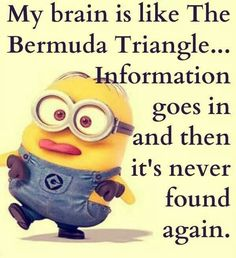 My brain is like The
Bermuda Triangle...
Information
goes in
and then
it's never
found
again.